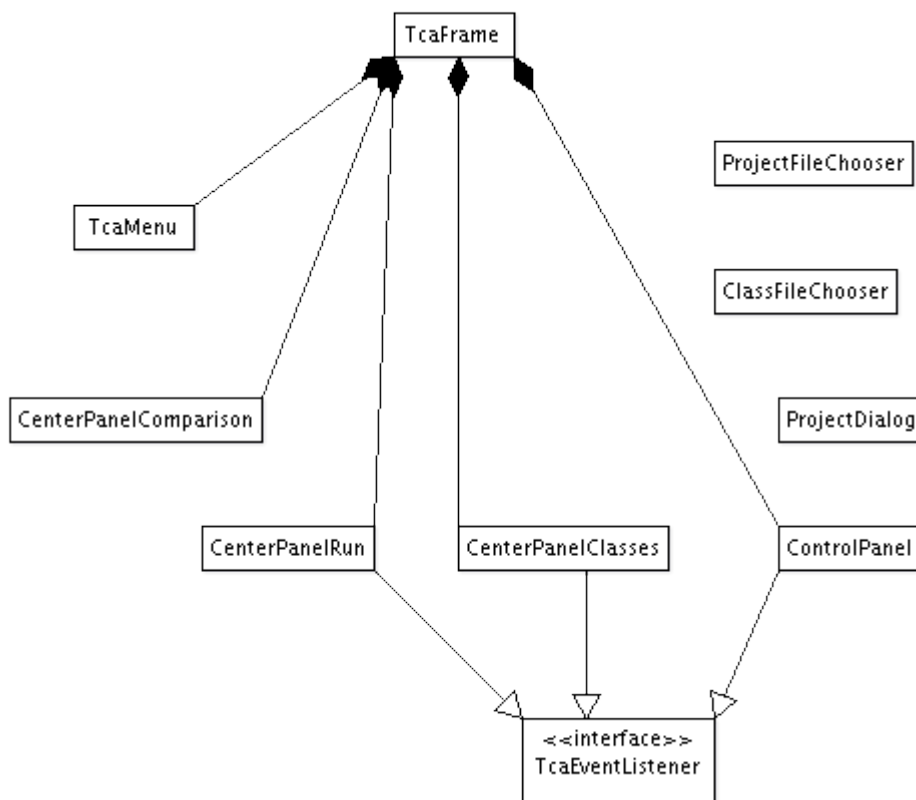 TcaFrame
ProjectFileChooser
TcaMenu
ClassFileChooser
CenterPanelComparison
ProjectDialog
CenterPanelRun
CenterPanelClasses
ControlPanel
<<interface>>
TcaEventListener